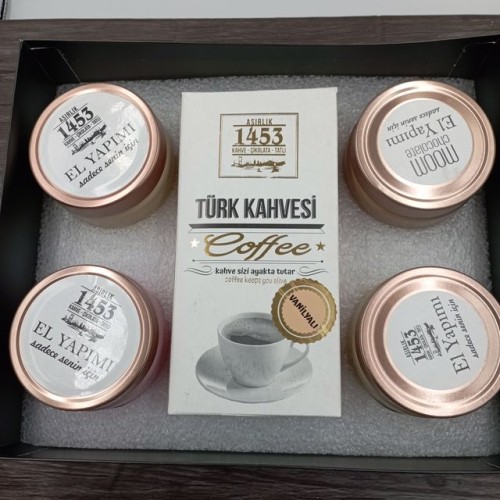 ASIRLIK
1453
EL YAPIMI
sadece senin için
ASIRLIK
1453
KAHVE - ÇİKOLATA - TATLI
TÜRK KAHVESİ
Coffee
kahve sizi ayakta tutar
coffee keeps you alive
VANİLYALI
MOOM
chocolate
El Yapımı
sadece senin için
1453
EL YAPIMI
sadece senin için
ASIRLIK
1453
El Yapımı
sadece senin için